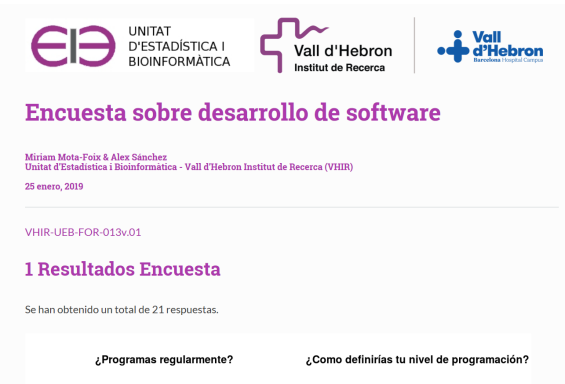 UNITAT
D'ESTADÍSTICA I
BIOINFORMÀTICA
Vall d'Hebron
Institut de Recerca
Vall
d'Hebron
Barcelona Hospital Campus
Encuesta sobre desarrollo de software
Miriam Mota-Foix & Alex Sánchez
Unitat d'Estadística i Bioinformàtica - Vall d'Hebron Institut de Recerca (VHIR)
25 enero, 2019
VHIR-UEB-FOR-013v.01
1 Resultados Encuesta
Se han obtenido un total de 21 respuestas.
¿Programas regularmente? ¿Como definirías tu nivel de programación?